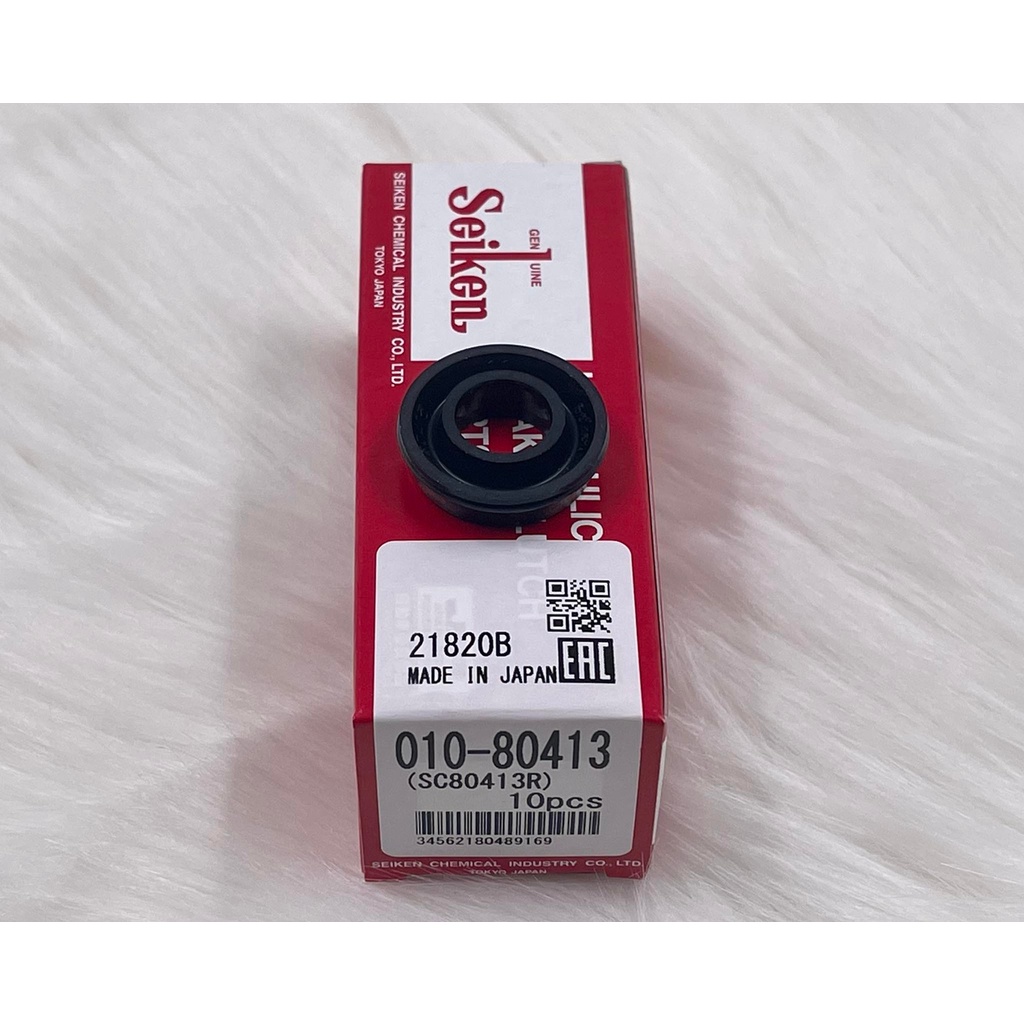 SEIKEN CHEMICAL INDUSTRY CO., LTD.
TOKYO JAPAN
Seiken
GENUINE
21820B
MADE IN JAPAN
EAC
010-80413
(SC80413R)
10pcs
34562180489169
SEIKEN CHEMICAL INDUSTRY CO., LTD
TOKYO JAPAN